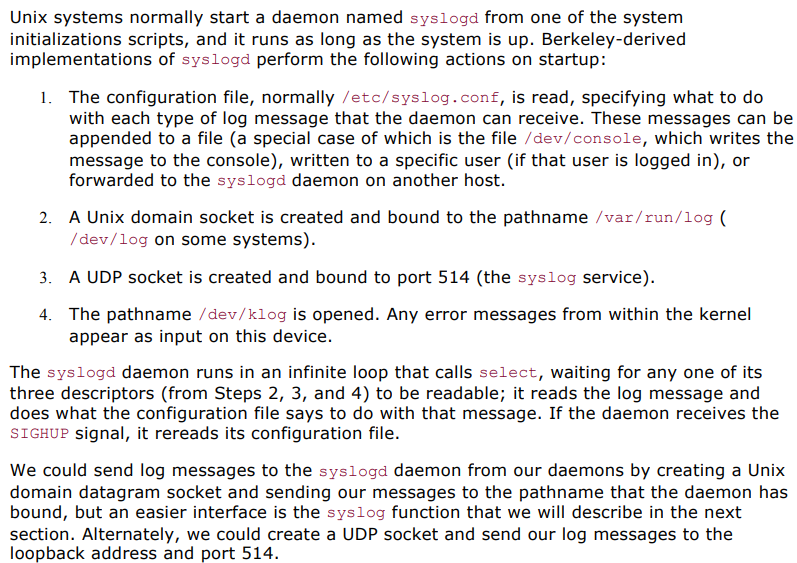 Unix systems normally start a daemon named syslogd from one of the system
initializations scripts, and it runs as long as the system is up. Berkeley-derived
implementations of syslogd perform the following actions on startup:
1. The configuration file, normally /etc/syslog.conf, is read, specifying what to do
with each type of log message that the daemon can receive. These messages can be
appended to a file (a special case of which is the file /dev/console, which writes the
message to the console), written to a specific user (if that user is logged in), or
forwarded to the syslogd daemon on another host.
2. A Unix domain socket is created and bound to the pathname /var/run/log (
/dev/log on some systems).
3. A UDP socket is created and bound to port 514 (the syslog service).
4. The pathname /dev/klog is opened. Any error messages from within the kernel
appear as input on this device.
The syslogd daemon runs in an infinite loop that calls select, waiting for any one of its
three descriptors (from Steps 2, 3, and 4) to be readable; it reads the log message and
does what the configuration file says to do with that message. If the daemon receives the
SIGHUP signal, it rereads its configuration file.
We could send log messages to the syslogd daemon from our daemons by creating a Unix
domain datagram socket and sending our messages to the pathname that the daemon has
bound, but an easier interface is the syslog function that we will describe in the next
section. Alternately, we could create a UDP socket and send our log messages to the
loopback address and port 514.